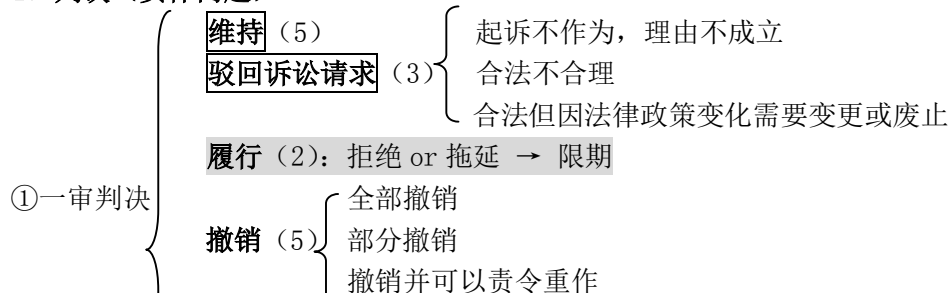 维持（5） 起诉不作为，理由不成立
驳回诉讼请求（3） 合法不合理
合法但因法律政策变化需要变更或废止
履行（2）：拒绝 or 拖延 → 限期
①一审判决 全部撤销
撤销（5） 部分撤销
撤销并可以责令重作